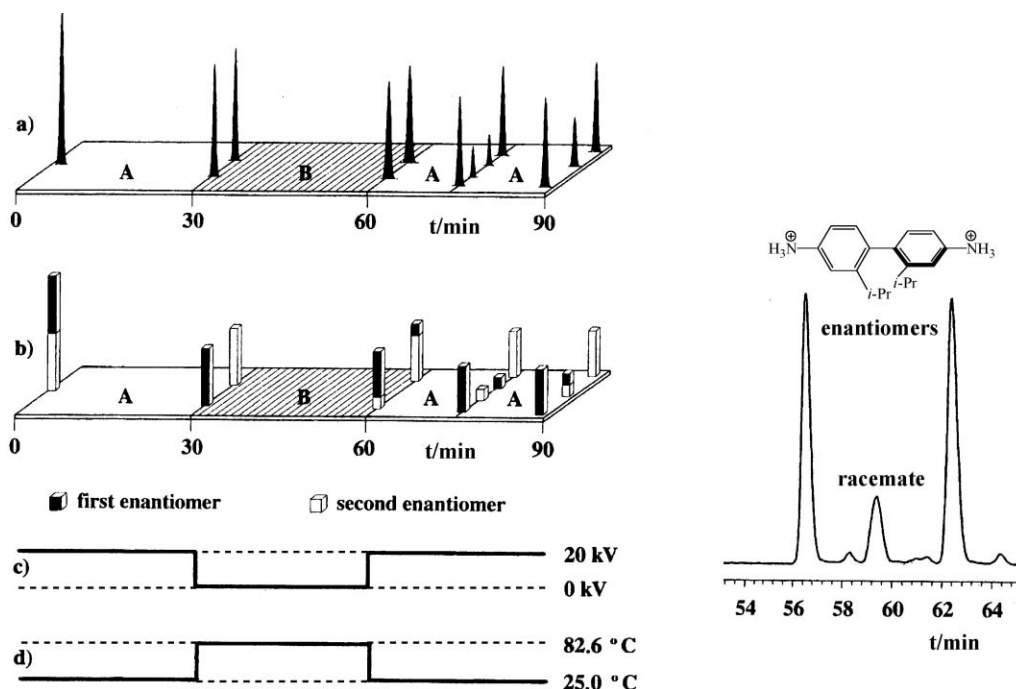 a)
A
B
A
A
0
30
60
t/min
90
b)
A
B
A
A
0
30
60
t/min
90
first enantiomer
second enantiomer
c)
20 kV
0 kV
d)
82.6 °C
25.0 °C
⊕
H₃N
⊕
NH₃
i-Pr
i-Pr
enantiomers
racemate
54 56 58 60 62 64
t/min